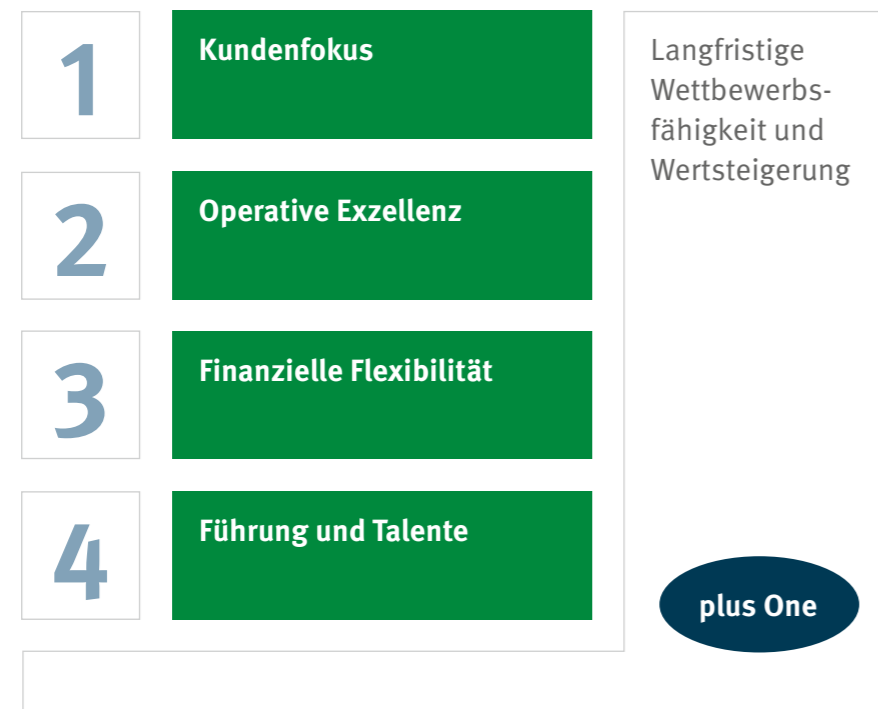 1
Kundenfokus
2
Operative Exzellenz
3
Finanzielle Flexibilität
4
Führung und Talente
Langfristige
Wettbewerbs-
fähigkeit und
Wertsteigerung
plus One